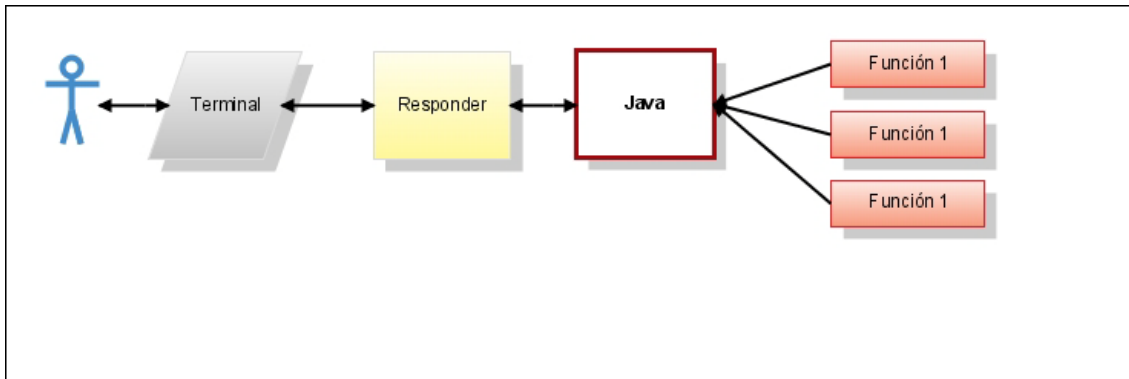 Terminal
Responder
Java
Función 1
Función 1
Función 1